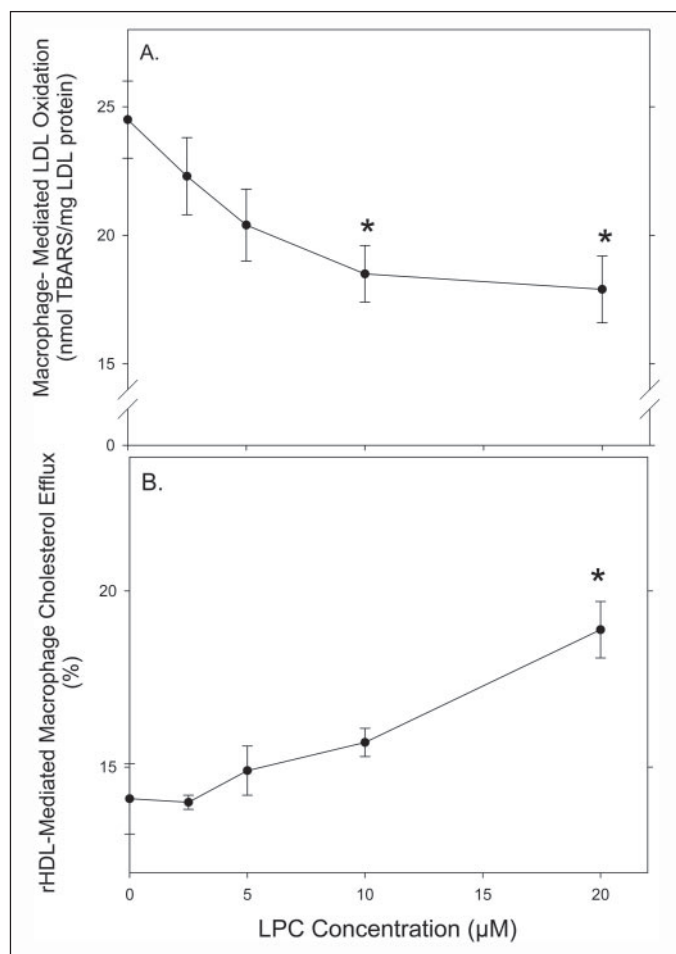 A.
Macrophage- Mediated LDL Oxidation
(nmol TBARS/mg LDL protein)
25
20
15
0
*
*
B.
rHDL-Mediated Macrophage Cholesterol Efflux
(%)
20
15
*
0
5
10
15
20
LPC Concentration (µM)